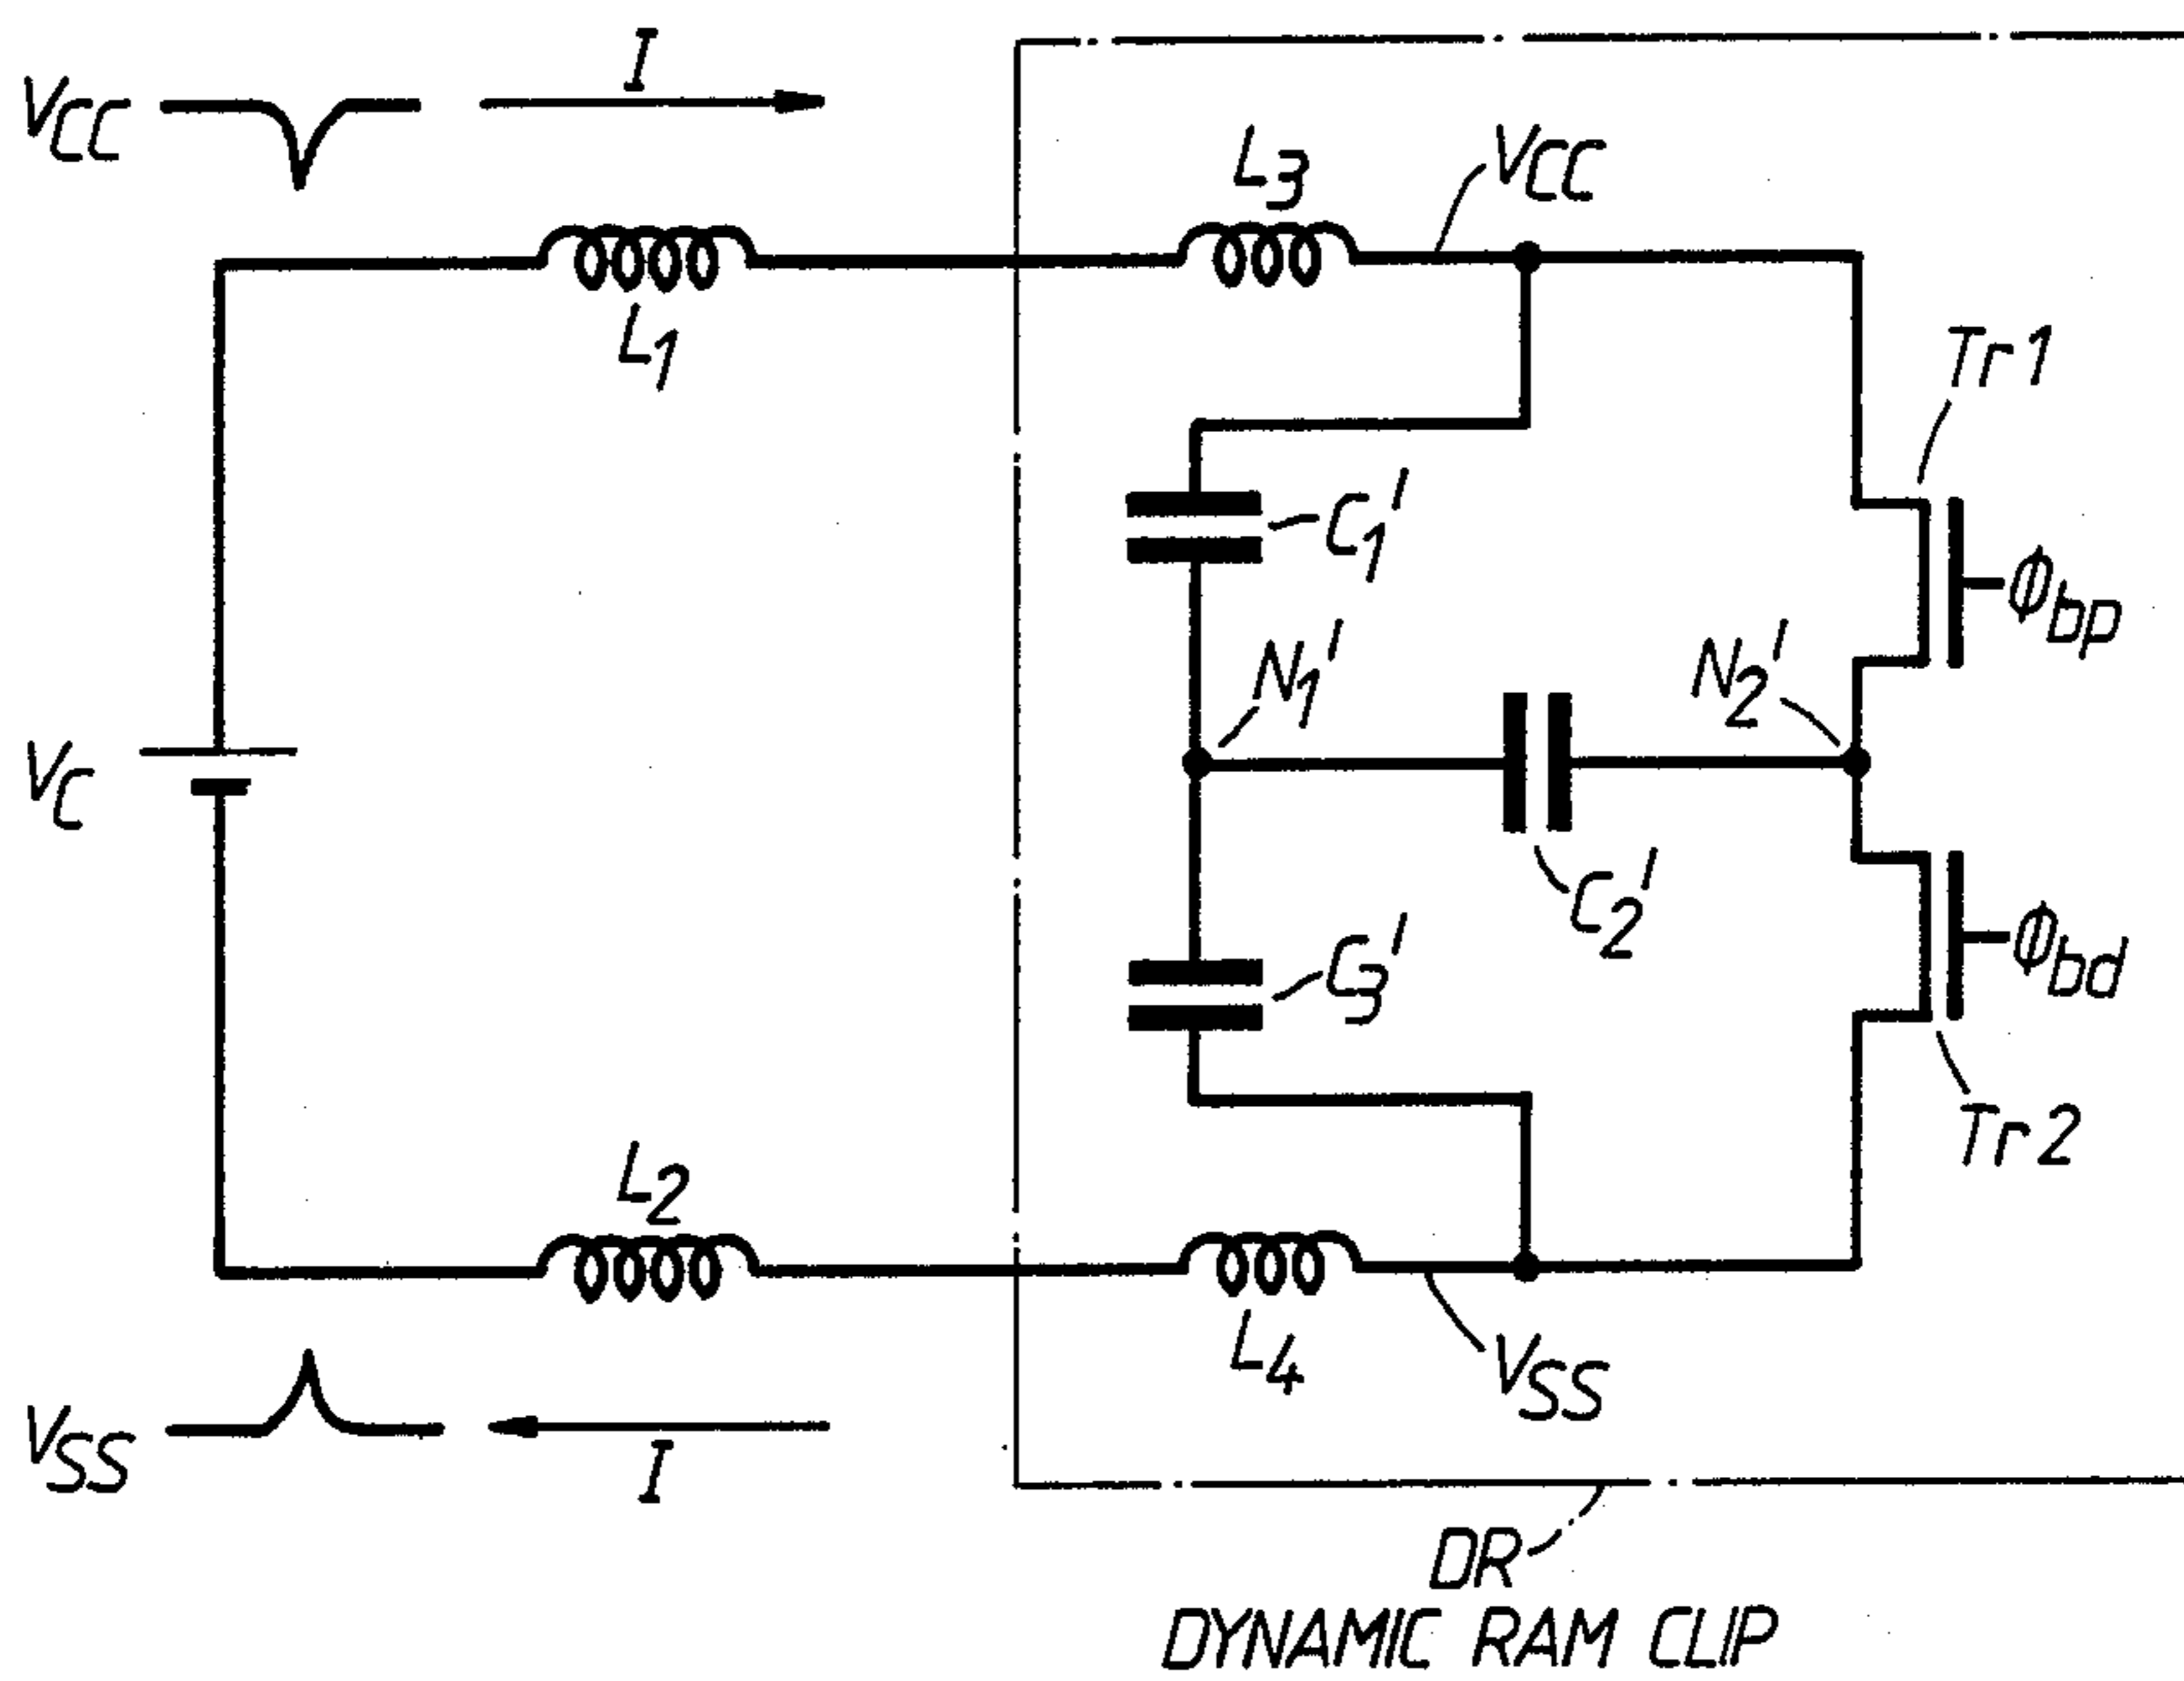 I
VCC
L3
VCC
L1
Tr1
C1'
φbp
N1'
N2'
VC
C2'
C3'
φbd
Tr2
L2
L4
VSS
VSS
I
DR
DYNAMIC RAM CLIP